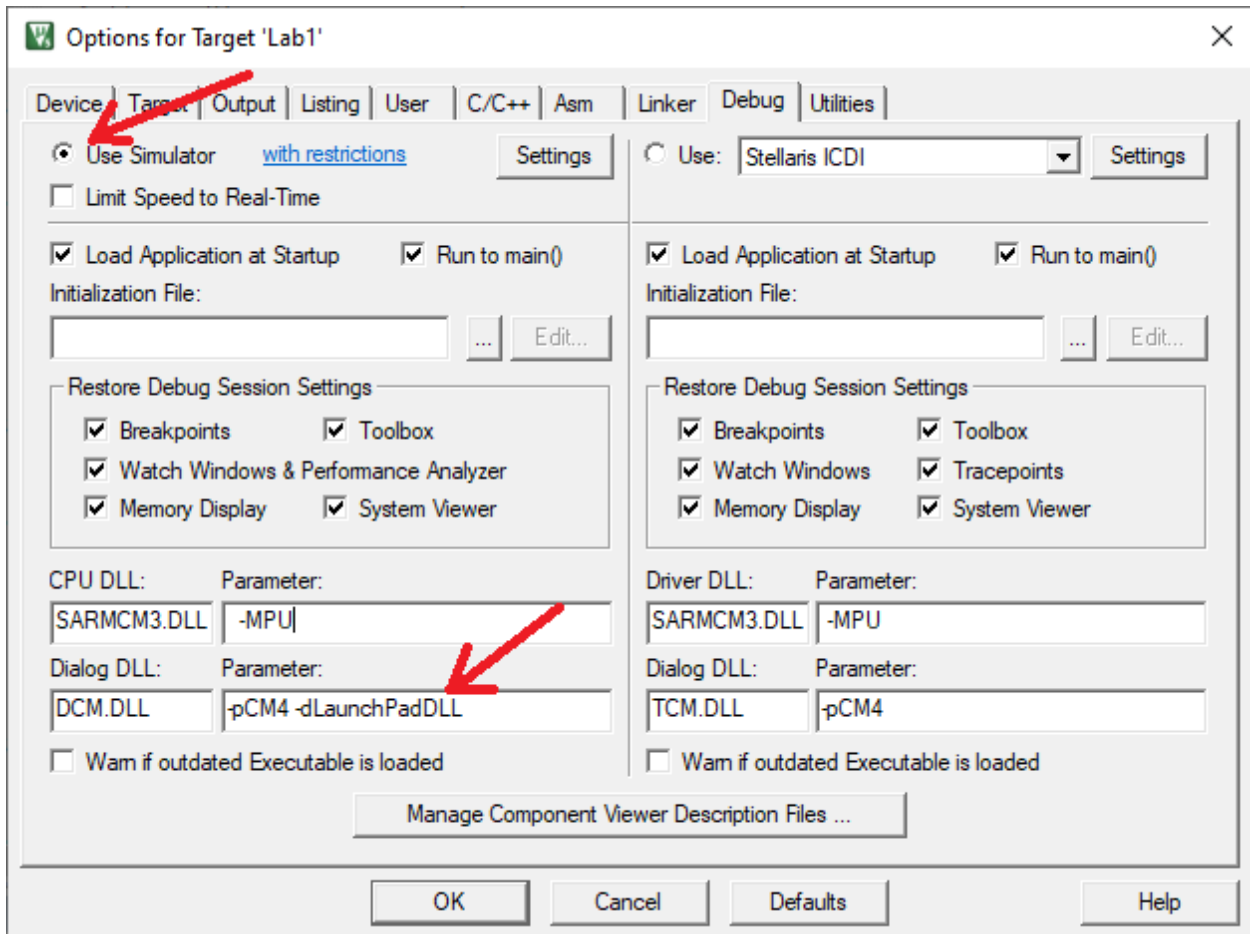 Options for Target 'Lab1'
Device Target Output Listing User C/C++ Asm Linker Debug Utilities
Use Simulator with restrictions Settings
Use: Stellaris ICDI Settings
Limit Speed to Real-Time
Load Application at Startup Run to main()
Load Application at Startup Run to main()
Initialization File:
Initialization File:
... Edit...
... Edit...
Restore Debug Session Settings
Breakpoints Toolbox
Watch Windows & Performance Analyzer
Memory Display System Viewer
Restore Debug Session Settings
Breakpoints Toolbox
Watch Windows Tracepoints
Memory Display System Viewer
CPU DLL: Parameter:
SARMCM3.DLL -MPU
Driver DLL: Parameter:
SARMCM3.DLL -MPU
Dialog DLL: Parameter:
DCM.DLL -pCM4 -dLaunchPadDLL
Dialog DLL: Parameter:
TCM.DLL -pCM4
Warn if outdated Executable is loaded
Warn if outdated Executable is loaded
Manage Component Viewer Description Files ...
OK Cancel Defaults Help